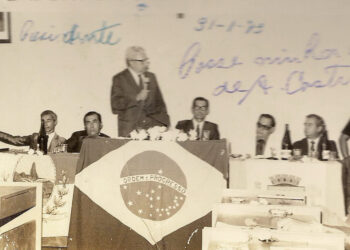 Presidente
31-1-75
Posse minha
de A. Castro
ORDEM E PROGRESSO